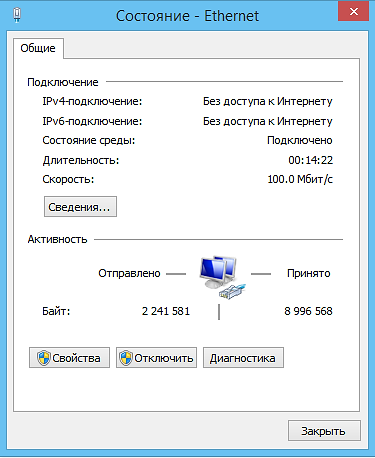 Состояние - Ethernet
Общие
Подключение
IPv4-подключение: Без доступа к Интернету
IPv6-подключение: Без доступа к Интернету
Состояние среды: Подключено
Длительность: 00:14:22
Скорость: 100.0 Мбит/с
Сведения...
Активность
Отправлено Принято
Байт: 2 241 581 8 996 568
Свойства Отключить Диагностика
Закрыть